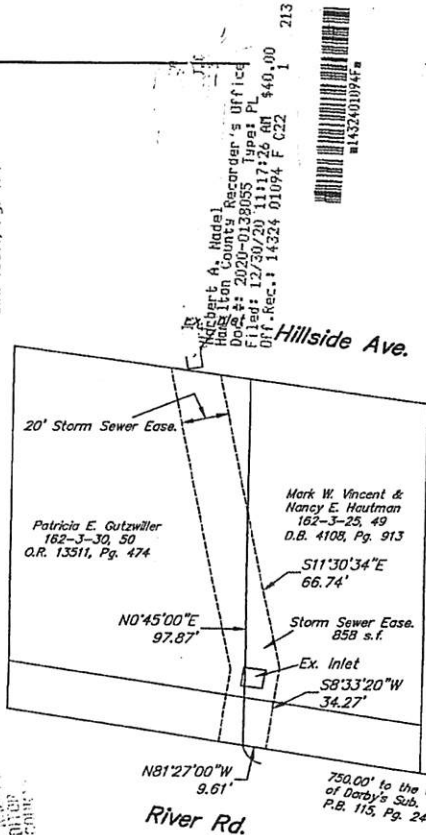 213
Norbert A. Nadel
Hamilton County Recorder's Office
Doc #: 2020-0138055 Type: PL
Filed: 12/30/20 11:17:26 AM $40.00
Off.Rec.: 14324 01094 F C22 1
m1432401094Fm
Hillside Ave.
20' Storm Sewer Ease.
Patricia E. Gutzwiller
162-3-30, 50
O.R. 13511, Pg. 474
Mark W. Vincent &
Nancy E. Hautman
162-3-25, 49
D.B. 4108, Pg. 913
S11°30'34"E
66.74'
N0°45'00"E
97.87'
Storm Sewer Ease.
858 s.f.
Ex. Inlet
S8°33'20"W
34.27'
N81°27'00"W
9.61'
750.00' to the
of Darby's Sub.
P.B. 115, Pg. 24
River Rd.